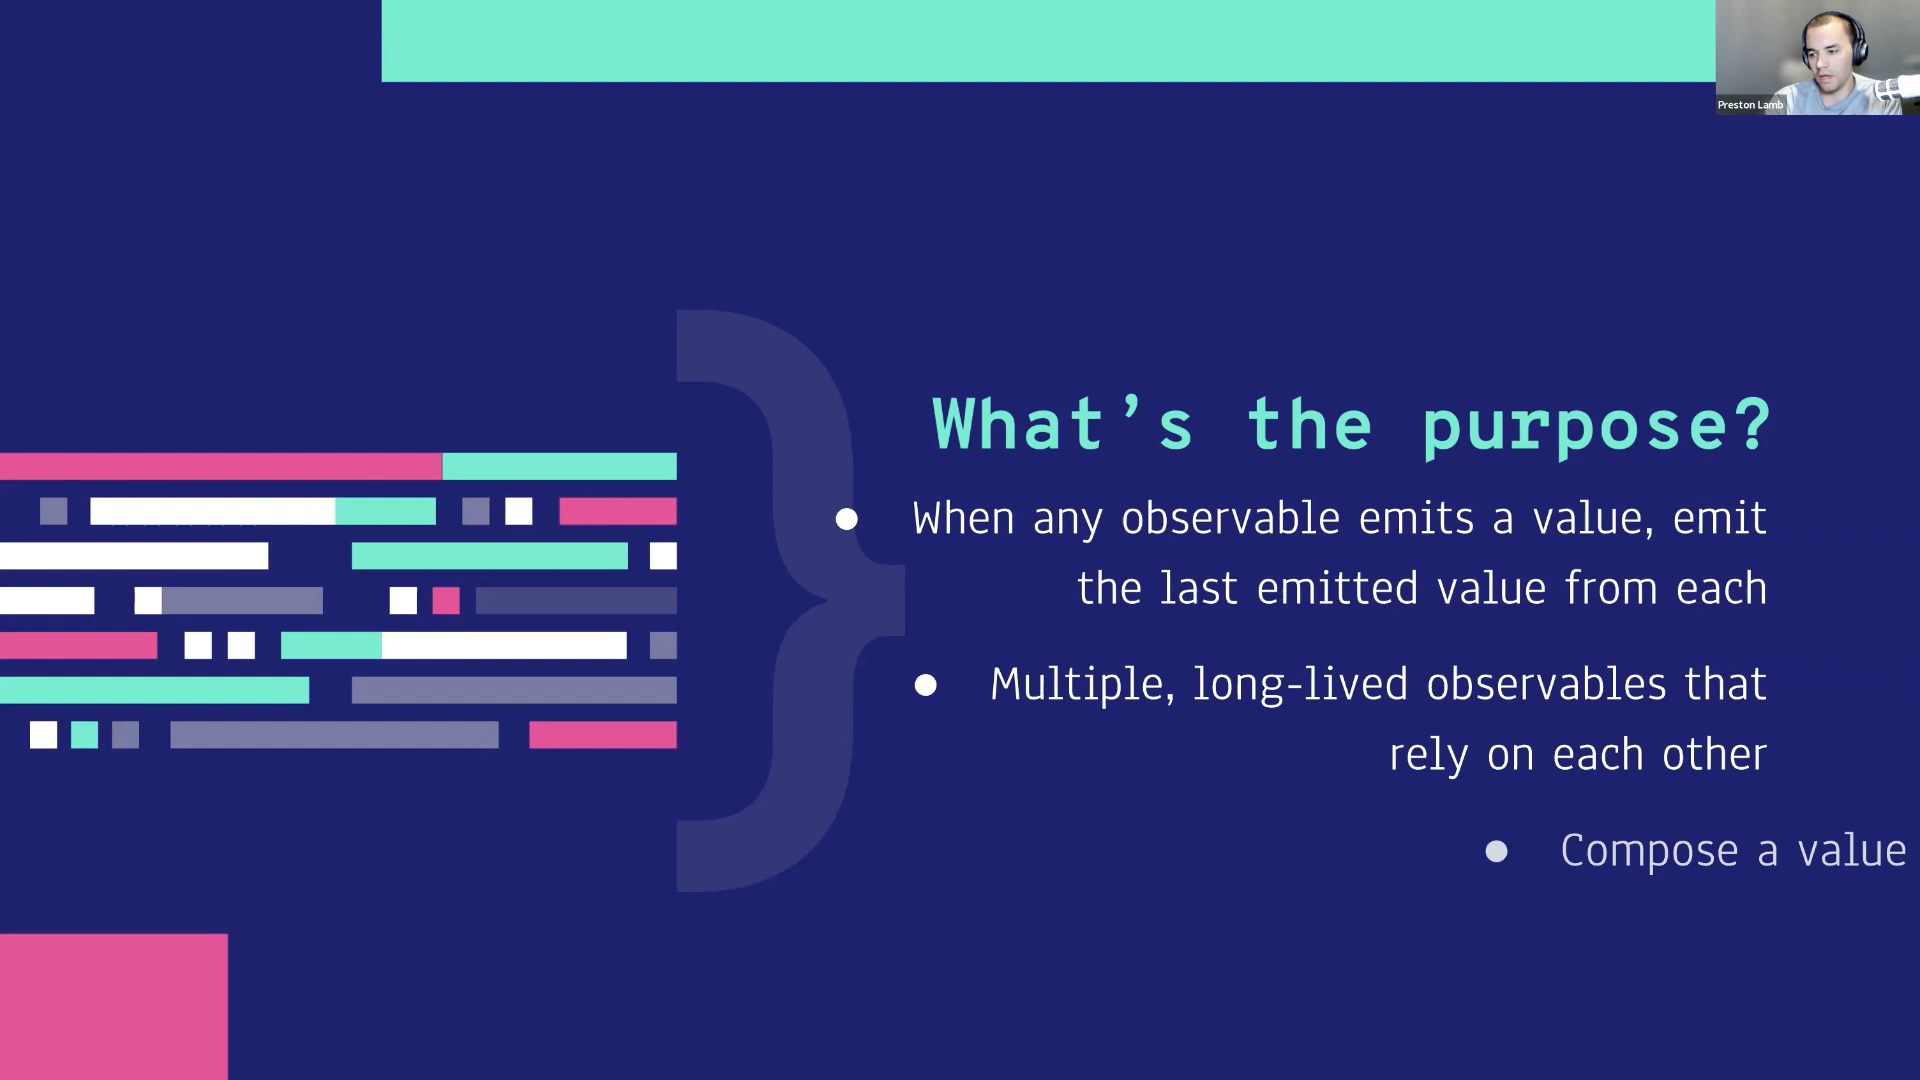 Preston Lamb
What's the purpose?
● When any observable emits a value, emit
the last emitted value from each
● Multiple, long-lived observables that
rely on each other
● Compose a value